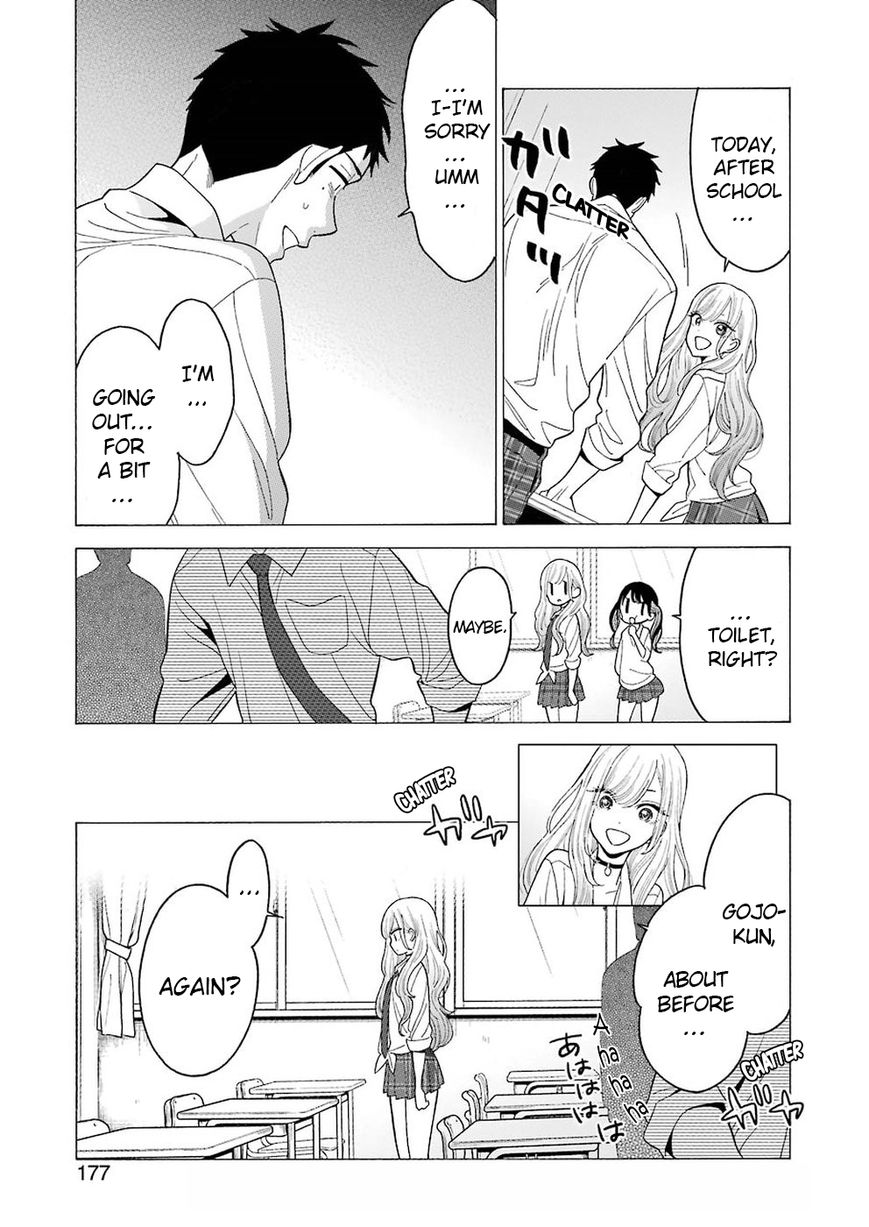 TODAY,
AFTER
SCHOOL
...
ガタッ
CLATTER
...
I-I'M
SORRY
...
UMM
...
I'M
...
GOING
OUT...
FOR
A BIT
...
...
TOILET,
RIGHT?
MAYBE.
GOJO-
KUN,
ABOUT
BEFORE
...
CHATTER
ガヤ
CHATTER
ガヤ
A
ha
ha
ha
ha
あはははは
...
AGAIN?
177